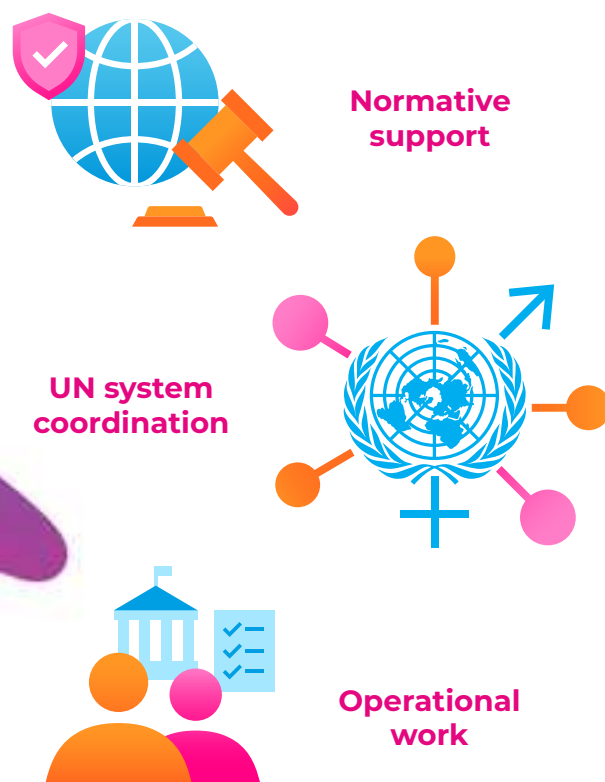 Normative
support
UN system
coordination
Operational
work